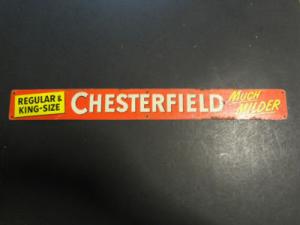 REGULAR &
KING-SIZE
CHESTERFIELD
MUCH
MILDER